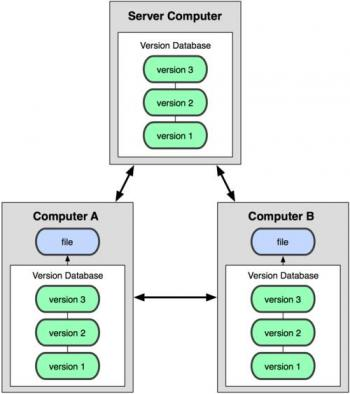 Server Computer
Version Database
version 3
version 2
version 1
Computer A
file
Version Database
version 3
version 2
version 1
Computer B
file
Version Database
version 3
version 2
version 1